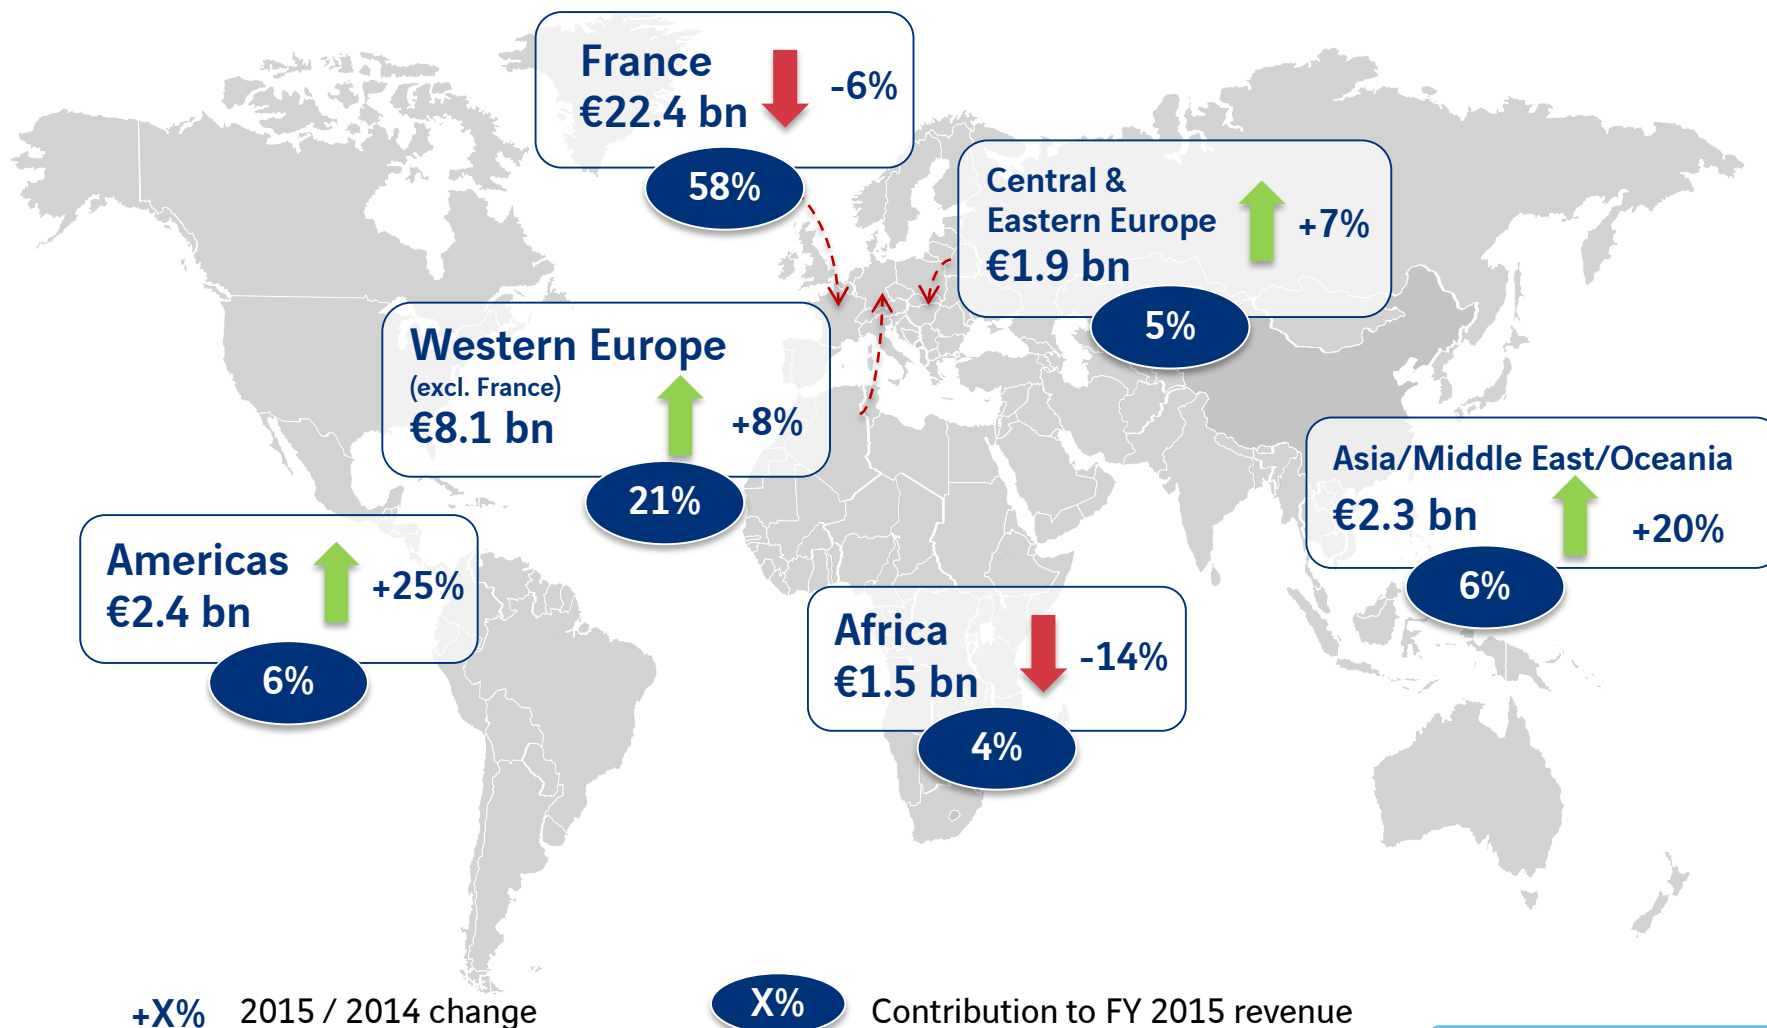 France
€22.4 bn
-6%
58%
Central &
Eastern Europe
€1.9 bn
+7%
5%
Western Europe
(excl. France)
€8.1 bn
+8%
21%
Asia/Middle East/Oceania
€2.3 bn
+20%
6%
Americas
€2.4 bn
+25%
6%
Africa
€1.5 bn
-14%
4%
+X% 2015 / 2014 change
X% Contribution to FY 2015 revenue